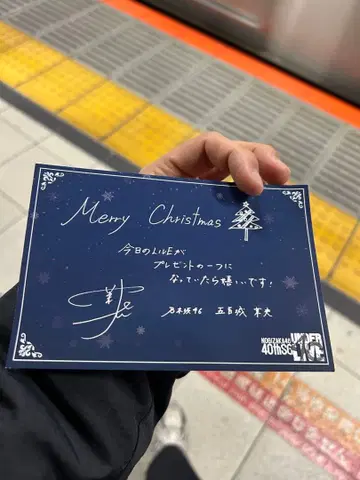 Merry Christmas
今日のLIVEが
プレゼントの一つに
なっていたら嬉しいです!
乃木坂46 五百城 茉央
NOGIZAKA46
40thSG
UNDER
LIVE